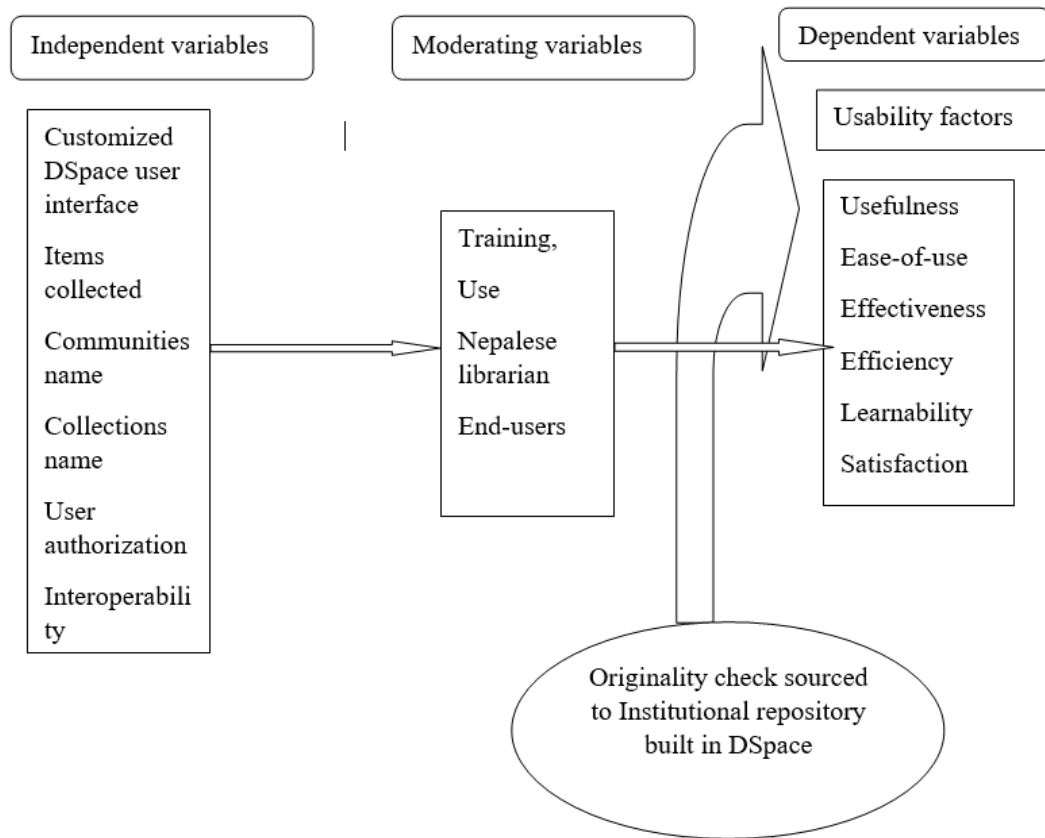 Independent variables
Moderating variables
Dependent variables
Usability factors
Customized
DSpace user
interface
Items
collected
Communities
name
Collections
name
User
authorization
Interoperabili
ty
Training,
Use
Nepalese
librarian
End-users
Usefulness
Ease-of-use
Effectiveness
Efficiency
Learnability
Satisfaction
Originality check sourced
to Institutional repository
built in DSpace